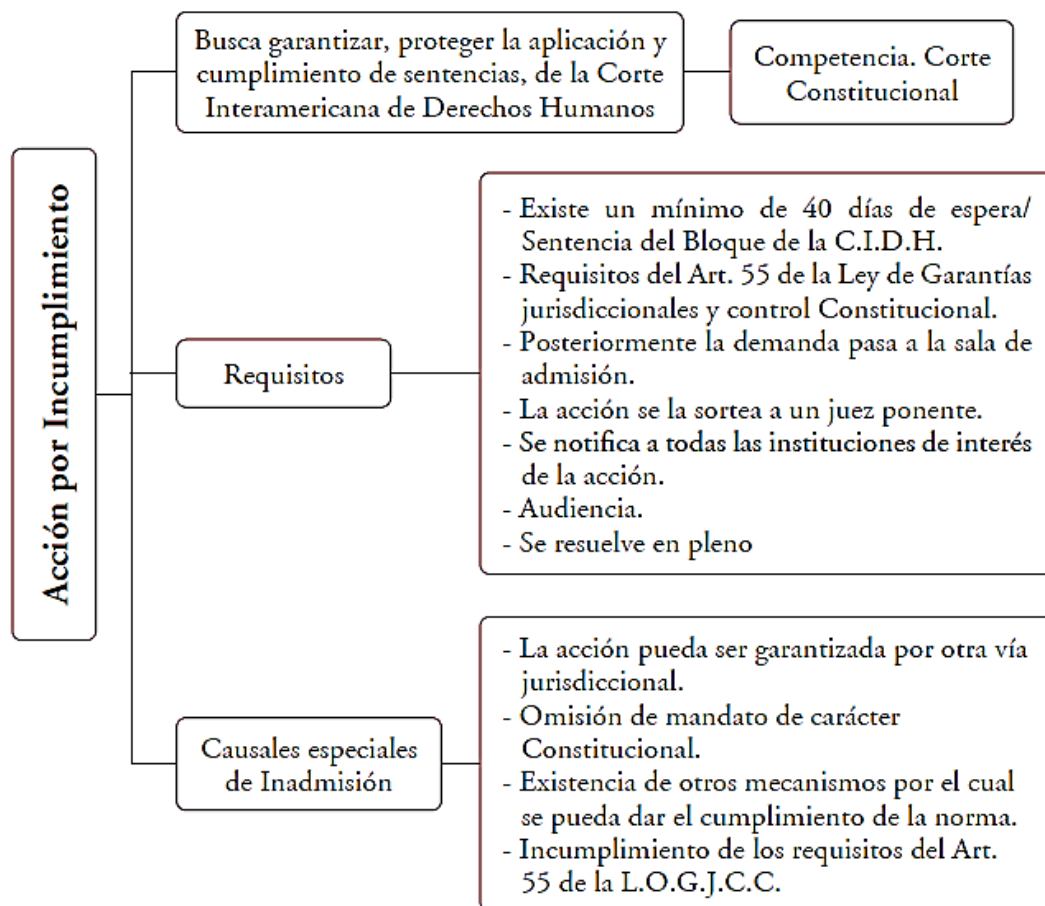 Acción por Incumplimiento
Busca garantizar, proteger la aplicación y
cumplimiento de sentencias, de la Corte
Interamericana de Derechos Humanos
Competencia. Corte
Constitucional
Requisitos
- Existe un mínimo de 40 días de espera/
Sentencia del Bloque de la C.I.D.H.
- Requisitos del Art. 55 de la Ley de Garantías
jurisdiccionales y control Constitucional.
- Posteriormente la demanda pasa a la sala de
admisión.
- La acción se la sortea a un juez ponente.
- Se notifica a todas las instituciones de interés
de la acción.
- Audiencia.
- Se resuelve en pleno
Causales especiales
de Inadmisión
- La acción pueda ser garantizada por otra vía
jurisdiccional.
- Omisión de mandato de carácter
Constitucional.
- Existencia de otros mecanismos por el cual
se pueda dar el cumplimiento de la norma.
- Incumplimiento de los requisitos del Art.
55 de la L.O.G.J.C.C.